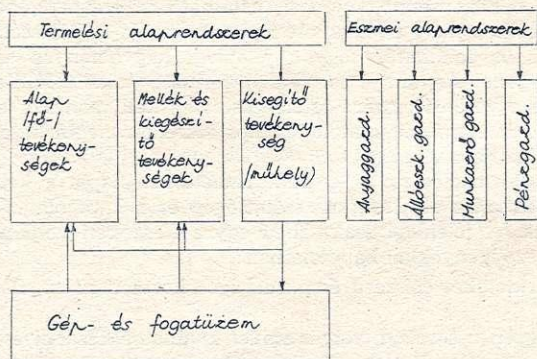 Termelési alaprendszerek
Eszmei alaprendszerek
Alap
/fő-/
tevékeny-
ségek
Mellék és
kiegészí-
tő
tevékeny-
ségek
Kisegítő
tevékeny-
ség
/műhely/
Anyaggazd.
Állóeszk. gazd.
Munkaerő gazd.
Pénzgazd.
Gép- és fogatüzem